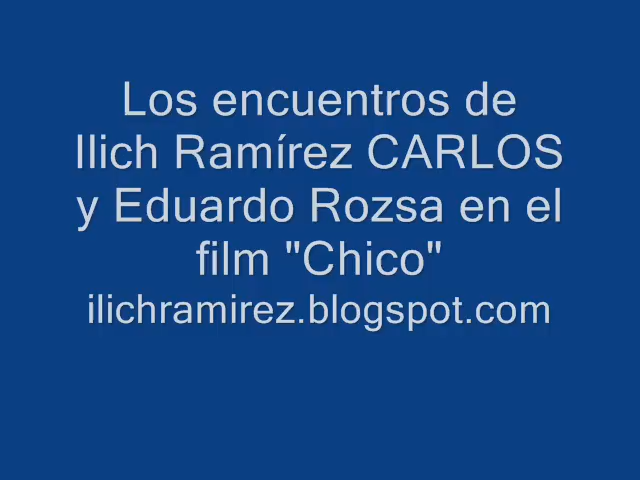 Los encuentros de
Ilich Ramírez CARLOS
y Eduardo Rozsa en el
film "Chico"
ilichramirez.blogspot.com